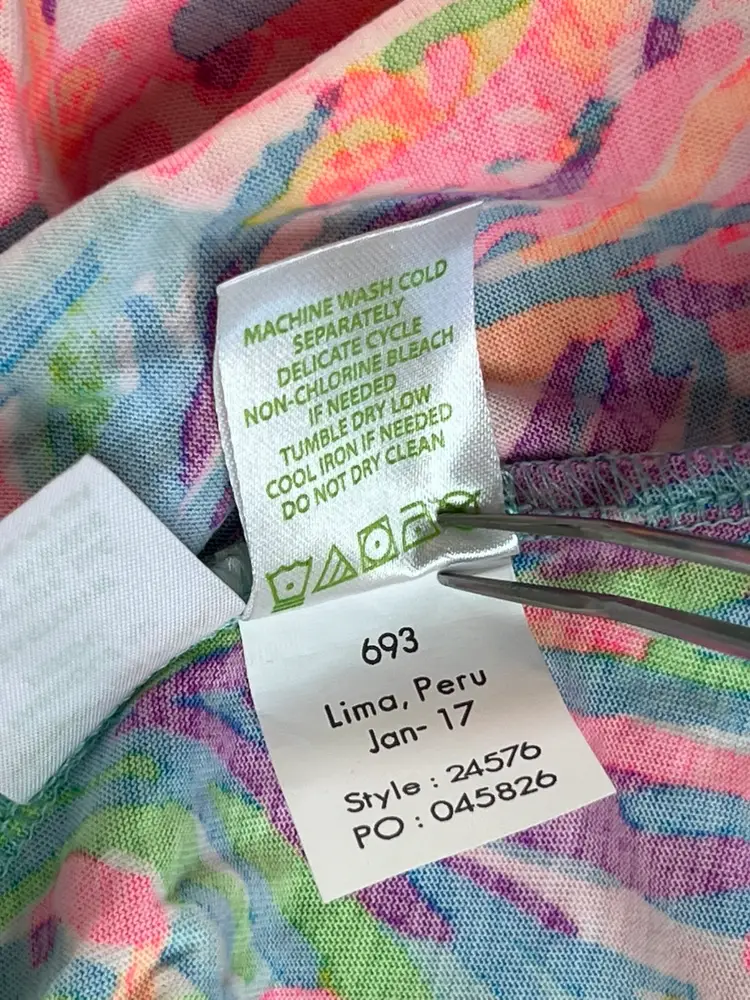 MACHINE WASH COLD
SEPARATELY
DELICATE CYCLE
NON-CHLORINE BLEACH
IF NEEDED
TUMBLE DRY LOW
COOL IRON IF NEEDED
DO NOT DRY CLEAN
693
Lima, Peru
Jan- 17
Style : 24576
PO : 045826